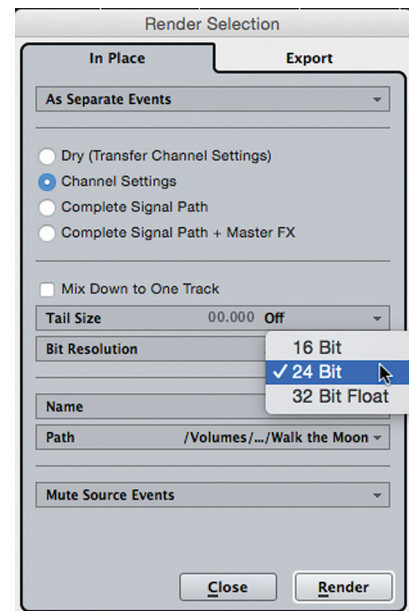 Render Selection
In Place
Export
As Separate Events
Dry (Transfer Channel Settings)
Channel Settings
Complete Signal Path
Complete Signal Path + Master FX
Mix Down to One Track
Tail Size 00.000 Off
Bit Resolution
16 Bit
✓ 24 Bit
32 Bit Float
Name
Path /Volumes/.../Walk the Moon
Mute Source Events
Close
Render